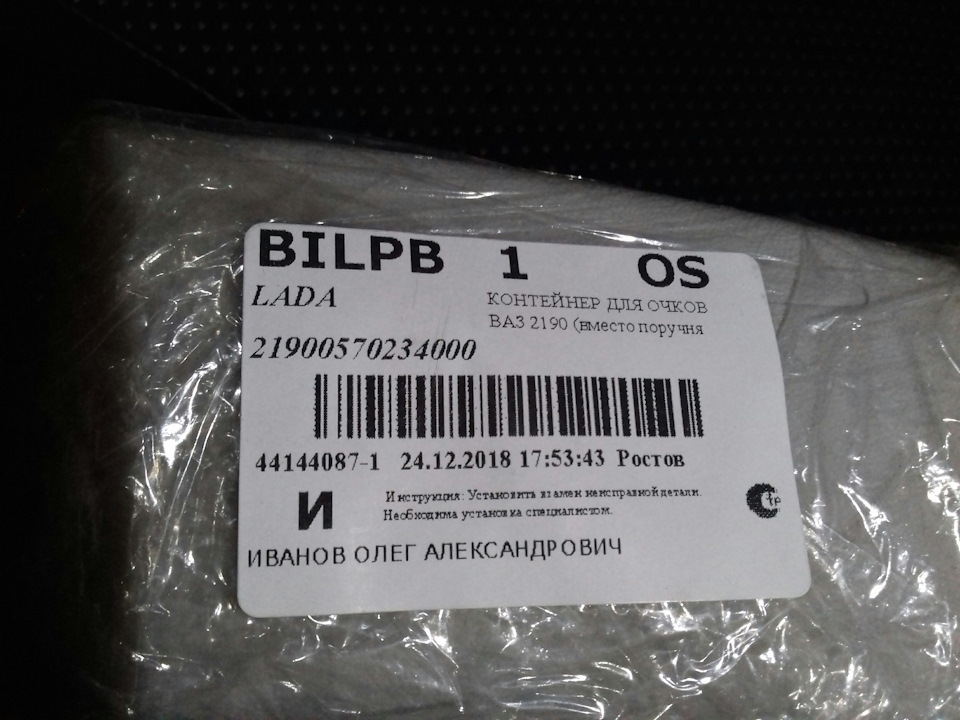 BILPB 1 OS
LADA
КОНТЕЙНЕР ДЛЯ ОЧКОВ
ВАЗ 2190 (вместо поручня
21900570234000
44144087-1 24.12.2018 17:53:43 Ростов
И
Инструкция: Установить взамен неисправной детали.
Необходима установка специалистом.
ИВАНОВ ОЛЕГ АЛЕКСАНДРОВИЧ